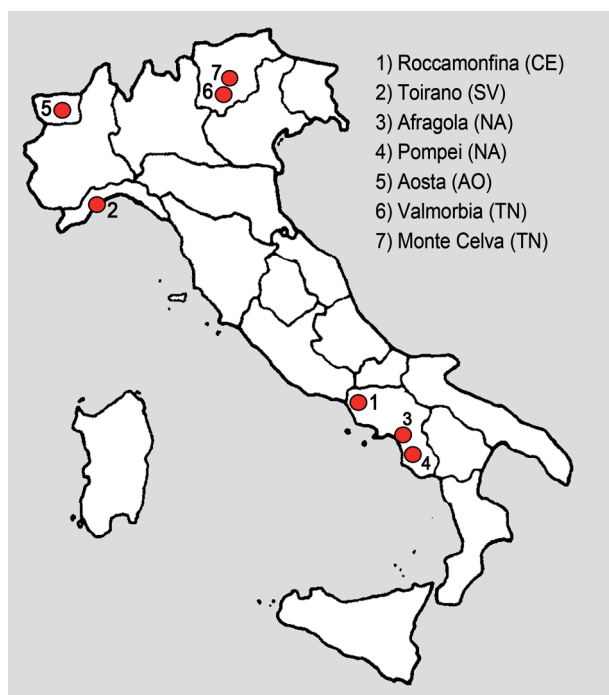 1) Roccamonfina (CE)
2) Toirano (SV)
3) Afragola (NA)
4) Pompei (NA)
5) Aosta (AO)
6) Valmorbia (TN)
7) Monte Celva (TN)
7
6
5
2
1
3
4